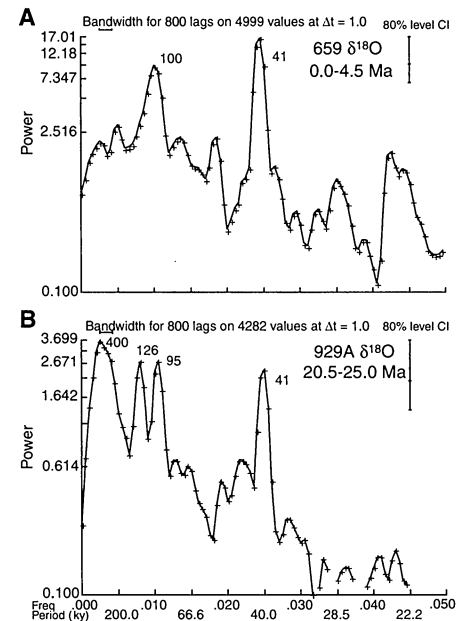 A
Bandwidth for 800 lags on 4999 values at Δt = 1.0
80% level CI
17.01
12.18
7.347
2.516
0.100
Power
100
41
659 δ¹⁸O
0.0-4.5 Ma
B
Bandwidth for 800 lags on 4282 values at Δt = 1.0
80% level CI
3.699
2.671
1.642
0.614
0.100
Power
400
126
95
41
929A δ¹⁸O
20.5-25.0 Ma
Freq .000 .010 .020 .030 .040 .050
Period (ky) 200.0 66.6 40.0 28.5 22.2